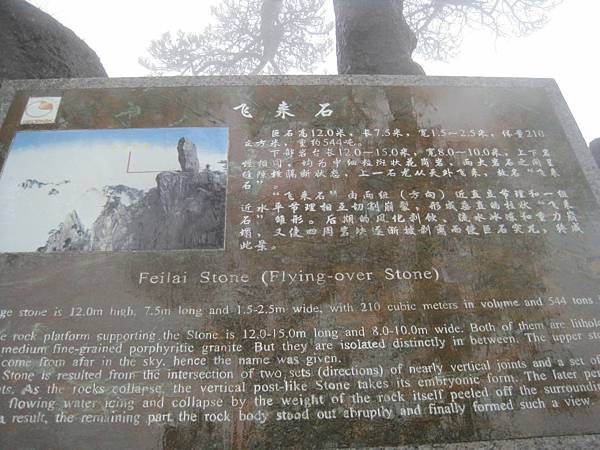 飞来石
巨石高12.0米，长7.5米，宽1.5—2.5米，体重210
立方米，重约544吨。
下部岩台长12.0—15.0米，宽8.0—10.0米，上下岩
性相同，均为中细粒斑状花岗岩，而大岩石之间呈
上一石尤从天外飞来，故名“飞来
石”。
“飞来石”由两组（方向）近直立节理和一组
近水平节理相互切割崩裂，形成垂直的柱状“飞来
石”雏形。后期的风化剥蚀、流水冰冻和重力崩
塌，又使四周岩块逐渐被剥离而使巨石突兀，终成
此景。
Feilai Stone (Flying-over Stone)
ge stone is 12.0m high, 7.5m long and 1.5-2.5m wide, with 210 cubic meters in volume and 544 tons
e rock platform supporting the Stone is 12.0-15.0m long and 8.0-10.0m wide. Both of them are lithol
medium fine-grained porphyritic granite But they are isolated distinctly in between. The upper sto
come from afar in the sky, hence the name was given.
Stone is resulted from the intersection of two sets (directions) of nearly vertical joints and a set of
ts. As the rocks collapse, the vertical post-like Stone takes its embryonic form. The later per
flowing water icing and collapse by the weight of the rock itself peeled off the surroundin
a result, the remaining part the rock body stood out abruptly and finally formed such a view.